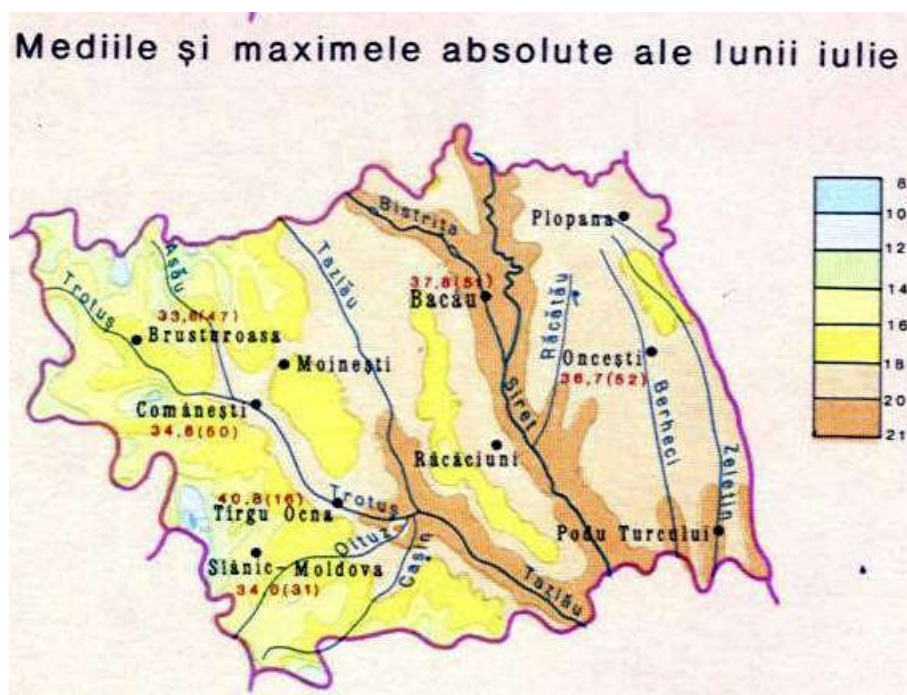 Mediile și maximele absolute ale lunii iulie
8
10
12
14
16
18
20
21
Bistrița
Plopana
Asău
Tazlău
Trotuș
37,8(51)
Bacău
Răcătău
33,8(47)
Brusturoasa
Moinești
Oncești
36,7(52)
Siret
Berheci
Comănești
34,6(50)
Răcăciuni
Zeletin
40,8(16)
Trotuș
Tîrgu Ocna
Podu Turcului
Oituz
Slănic-Moldova
34,0(31)
Cașin
Tazlău